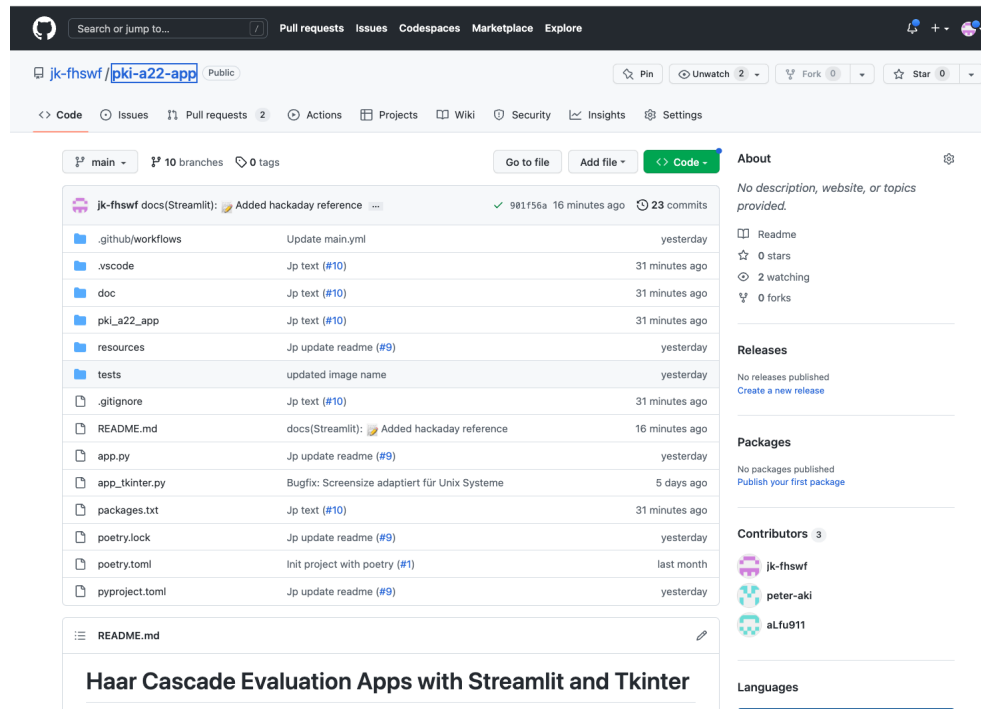 Search or jump to... / Pull requests Issues Codespaces Marketplace Explore
jk-fhswf / pki-a22-app Public Pin Unwatch 2 Fork 0 Star 0
Code Issues Pull requests 2 Actions Projects Wiki Security Insights Settings
main 10 branches 0 tags Go to file Add file Code
jk-fhswf docs(Streamlit): 📝 Added hackaday reference ... 901f56a 16 minutes ago 23 commits
.github/workflows Update main.yml yesterday
.vscode Jp text (#10) 31 minutes ago
doc Jp text (#10) 31 minutes ago
pki_a22_app Jp text (#10) 31 minutes ago
resources Jp update readme (#9) yesterday
tests updated image name yesterday
.gitignore Jp text (#10) 31 minutes ago
README.md docs(Streamlit): 📝 Added hackaday reference 16 minutes ago
app.py Jp update readme (#9) yesterday
app_tkinter.py Bugfix: Screensize adaptiert für Unix Systeme 5 days ago
packages.txt Jp text (#10) 31 minutes ago
poetry.lock Jp update readme (#9) yesterday
poetry.toml Init project with poetry (#1) last month
pyproject.toml Jp update readme (#9) yesterday
README.md
Haar Cascade Evaluation Apps with Streamlit and Tkinter
About
No description, website, or topics
provided.
Readme
0 stars
2 watching
0 forks
Releases
No releases published
Create a new release
Packages
No packages published
Publish your first package
Contributors 3
jk-fhswf
peter-aki
aLfu911
Languages